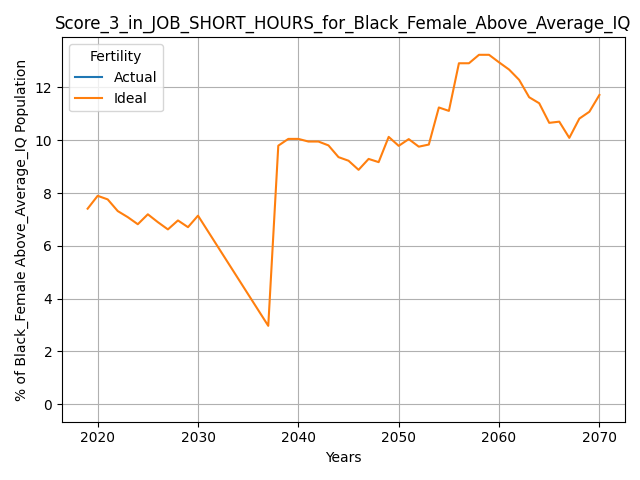 Score_3_in_JOB_SHORT_HOURS_for_Black_Female_Above_Average_IQ
Fertility
Actual
Ideal
% of Black_Female Above_Average_IQ Population
12
10
8
6
4
2
0
2020 2030 2040 2050 2060 2070
Years